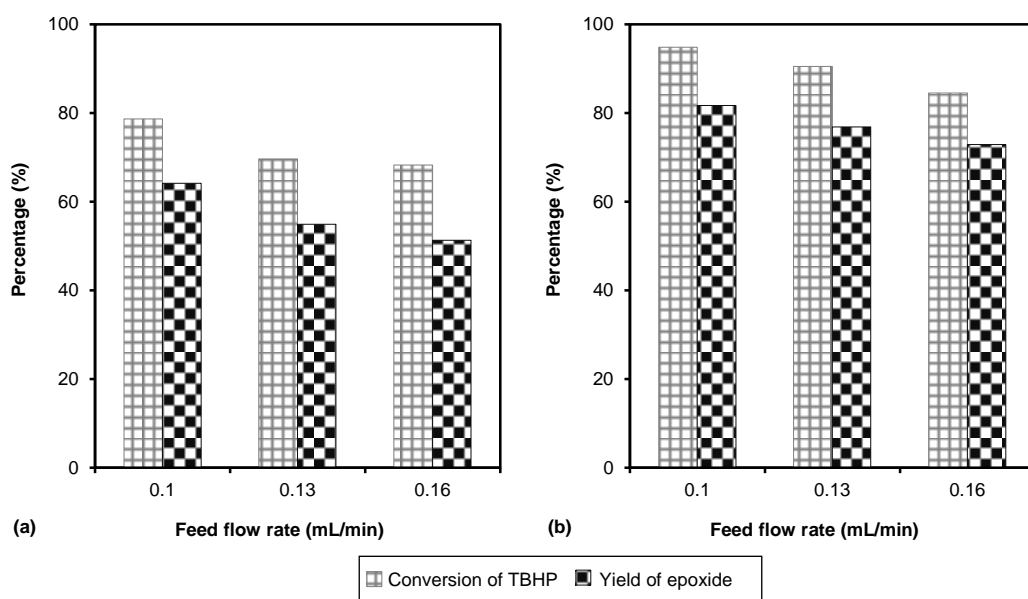 100
80
60
40
20
0
Percentage (%)
0.1 0.13 0.16
(a) Feed flow rate (mL/min)
100
80
60
40
20
0
Percentage (%)
0.1 0.13 0.16
(b) Feed flow rate (mL/min)
Conversion of TBHP Yield of epoxide